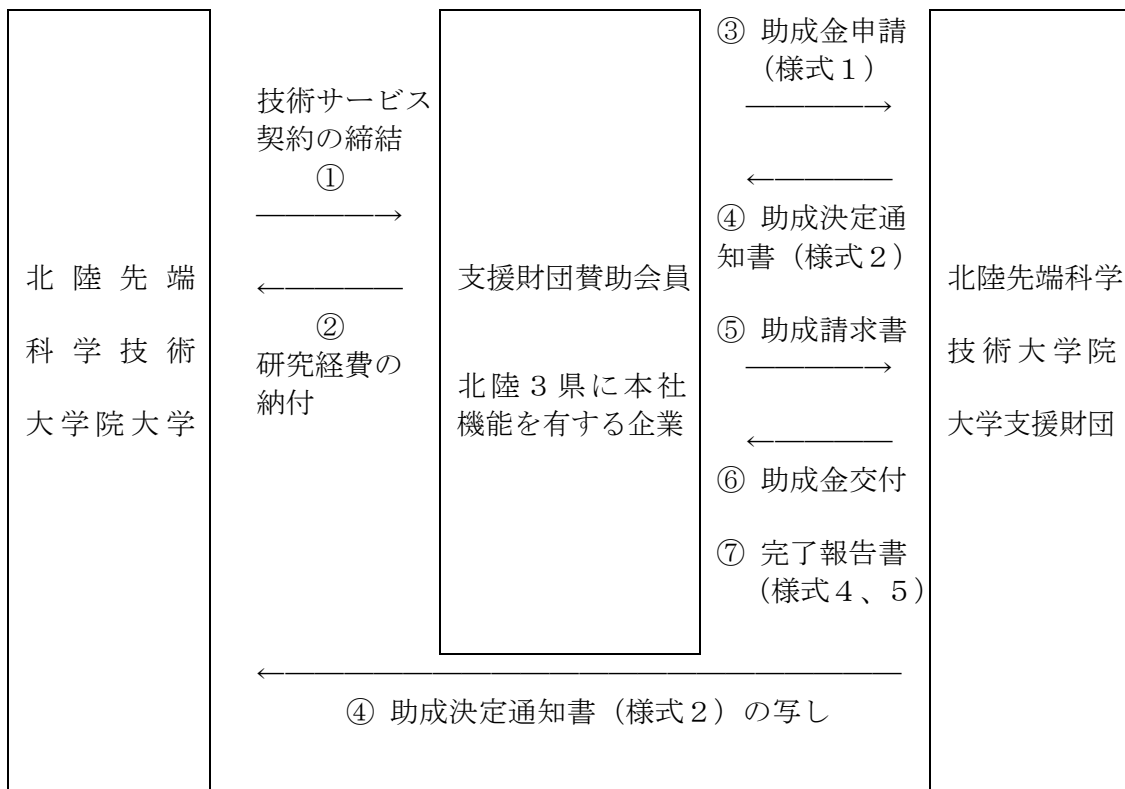 北陸先端
科学技術
大学院大学
技術サービス
契約の締結
①
―――――→
←―――――
②
研究経費の
納付
支援財団賛助会員
北陸3県に本社
機能を有する企業
③ 助成金申請
(様式1)
―――――→
←―――――
④ 助成決定通
知書(様式2)
⑤ 助成請求書
―――――→
←―――――
⑥ 助成金交付
⑦ 完了報告書
(様式4、5)
北陸先端科学
技術大学院
大学支援財団
←――――――――――――――――――――――
④ 助成決定通知書(様式2)の写し